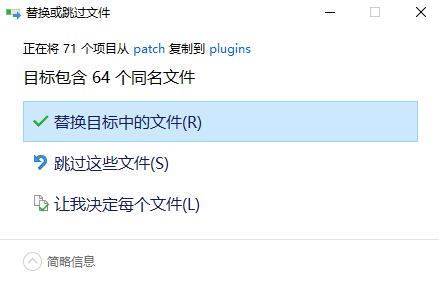 替换或跳过文件
正在将 71 个项目从 patch 复制到 plugins
目标包含 64 个同名文件
替换目标中的文件(R)
跳过这些文件(S)
让我决定每个文件(L)
简略信息